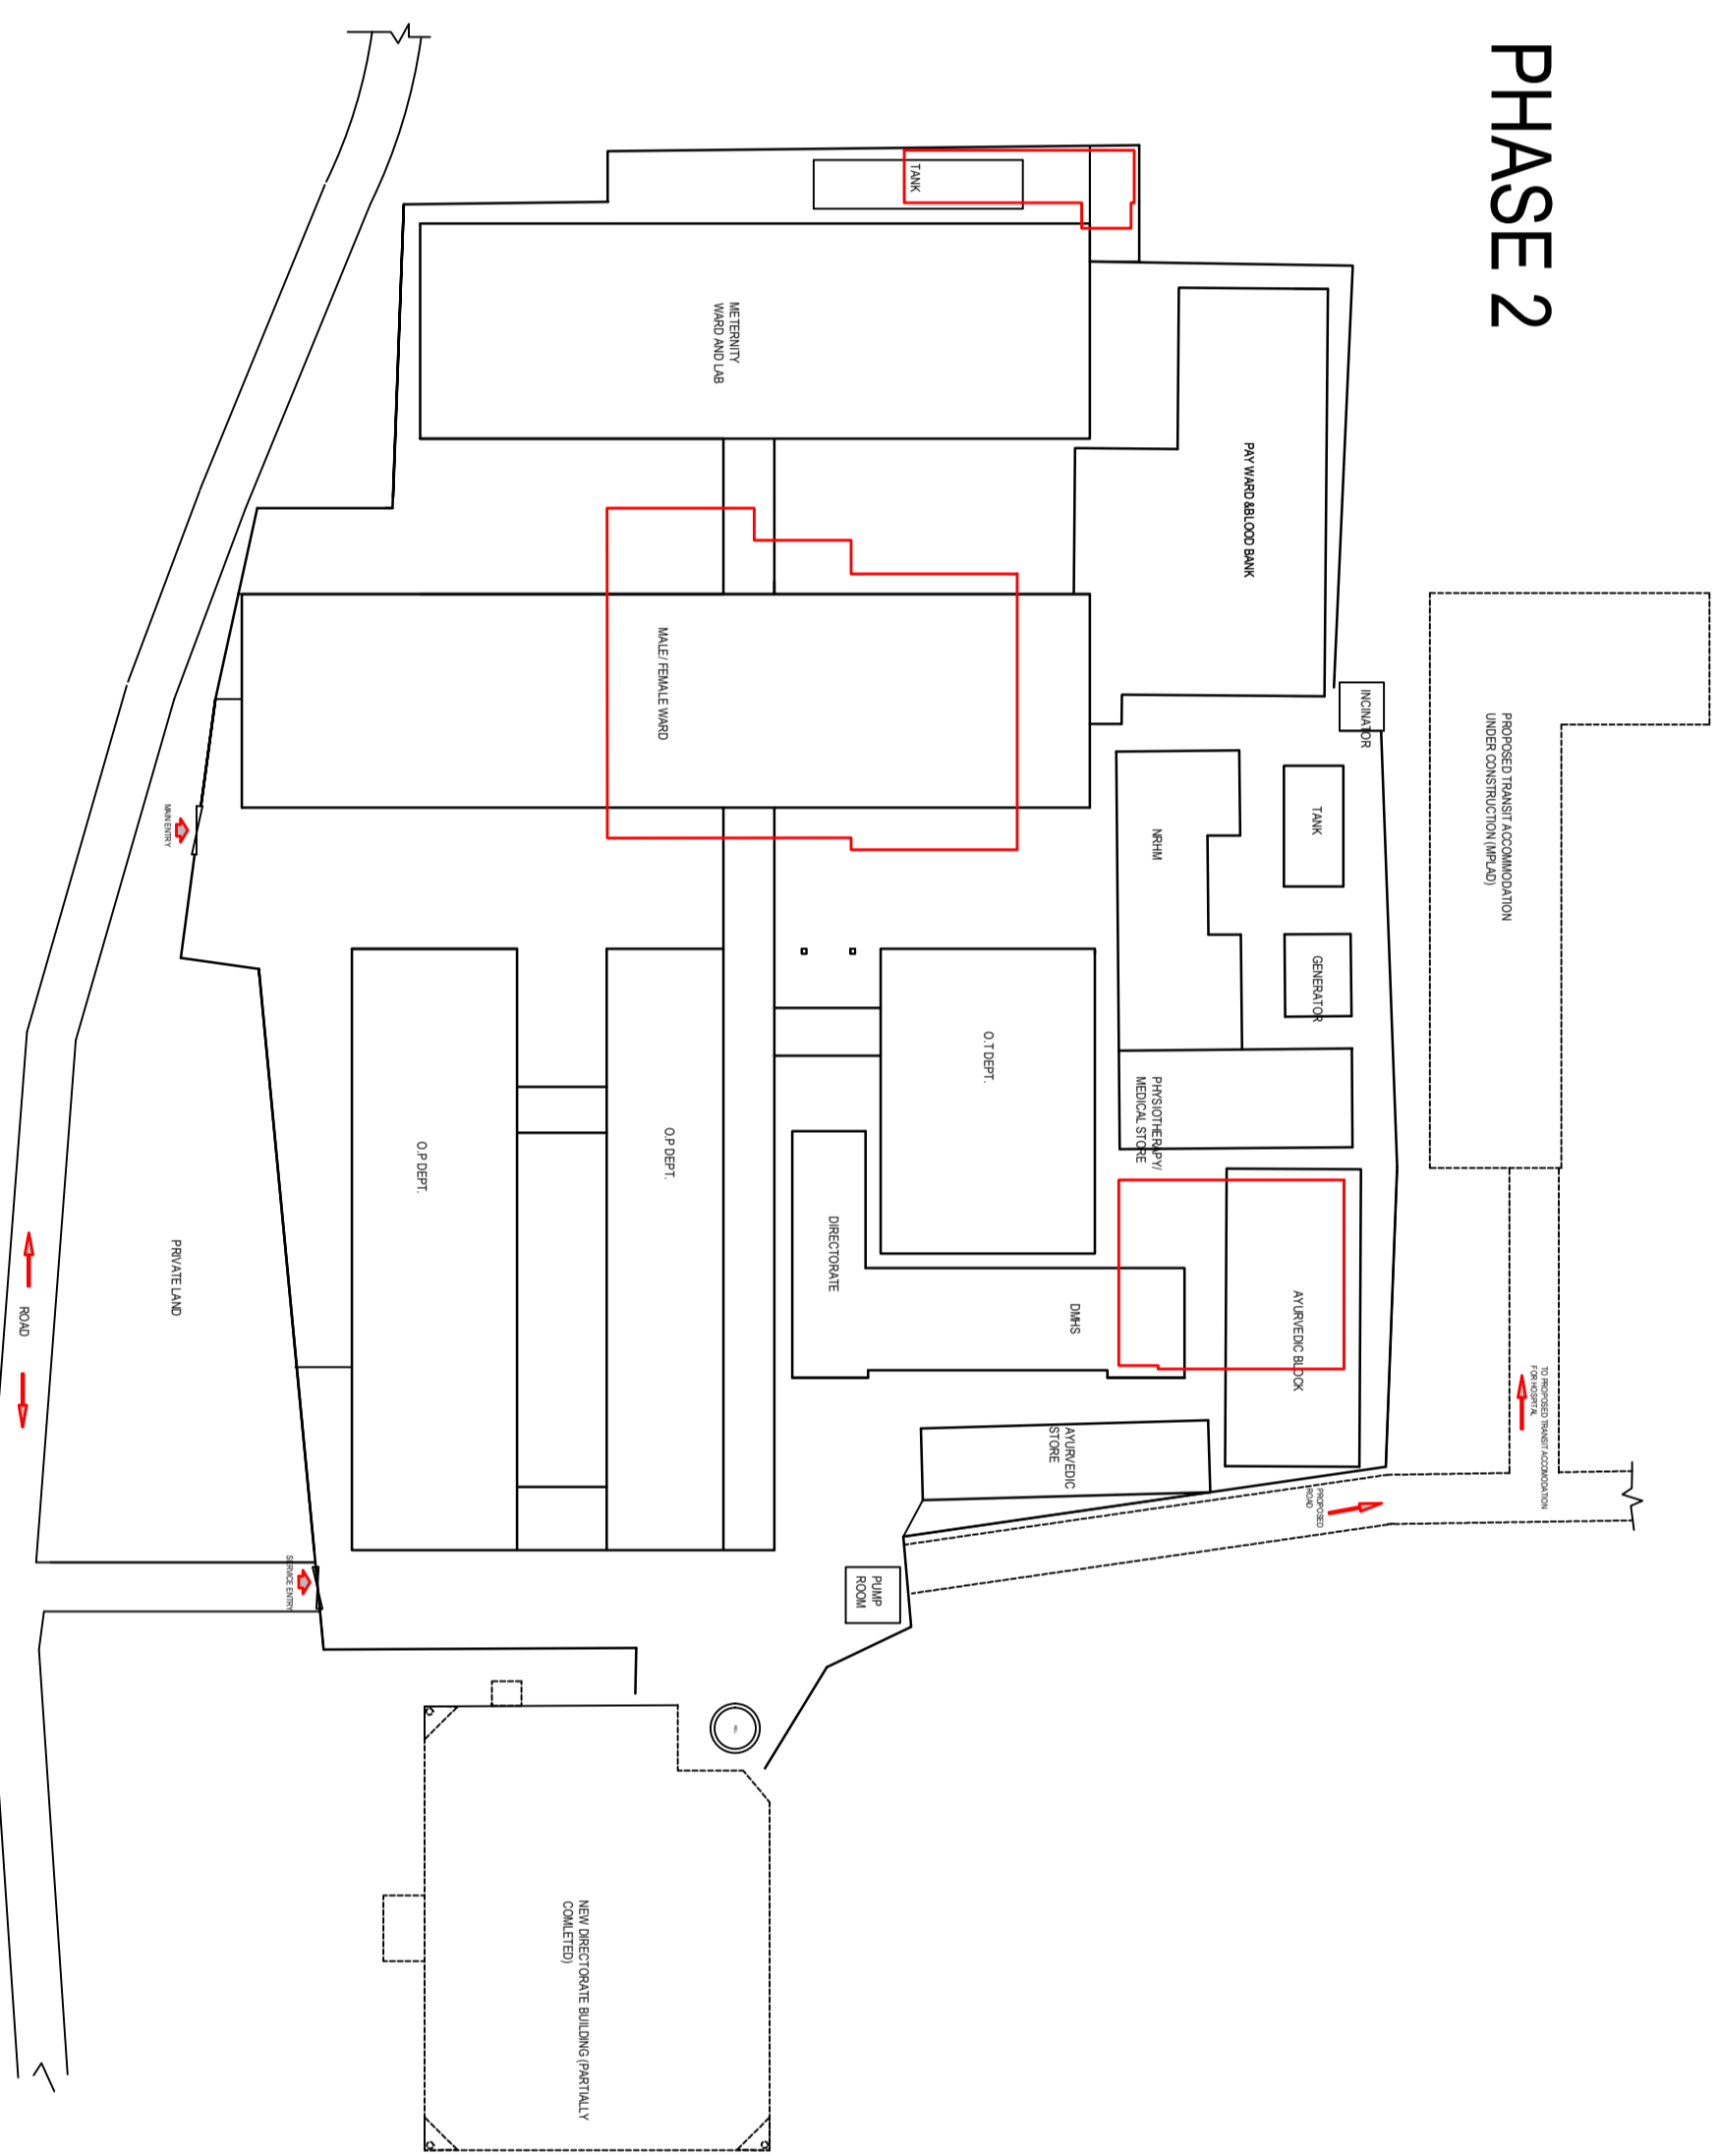 PHASE 2
TANK
METERNITY
WARD AND LAB
PAY WARD &BLOOD BANK
MALE/ FEMALE WARD
INCINATOR
PROPOSED TRANSIT ACCOMMODATION
UNDER CONSTRUCTION (MPLAD)
TANK
NRHM
MAIN ENTRY
GENERATOR
O.T DEPT.
PHYSIOTHERAPY/
MEDICAL STORE
O.P DEPT.
O.P DEPT.
DIRECTORATE
DMHS
AYURVEDIC BLOCK
PRIVATE LAND
ROAD
TO PROPOSED TRANSIT ACCOMODATION
FOR HOSPITAL
AYURVEDIC
STORE
PROPOSED
ROAD
SERVICE ENTRY
PUMP
ROOM
WELL
NEW DIRECTORATE BUILDING (PARTIALLY
COMLETED)